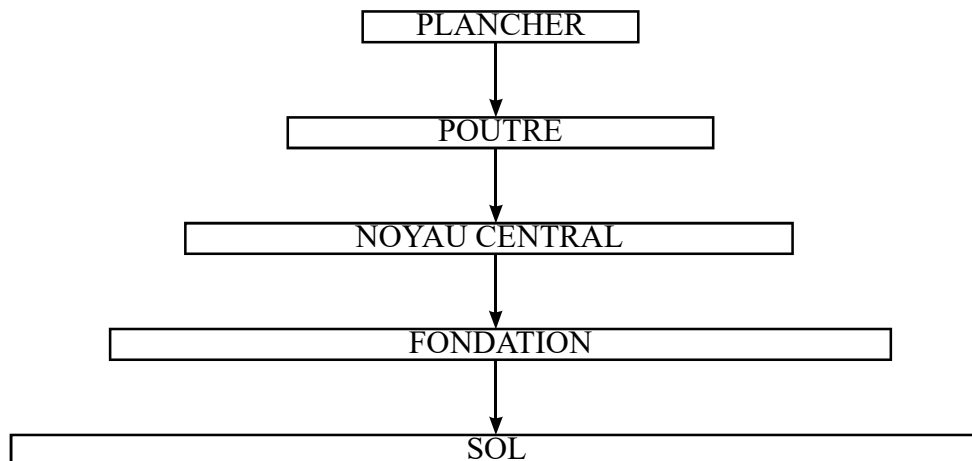 PLANCHER
POUTRE
NOYAU CENTRAL
FONDATION
SOL